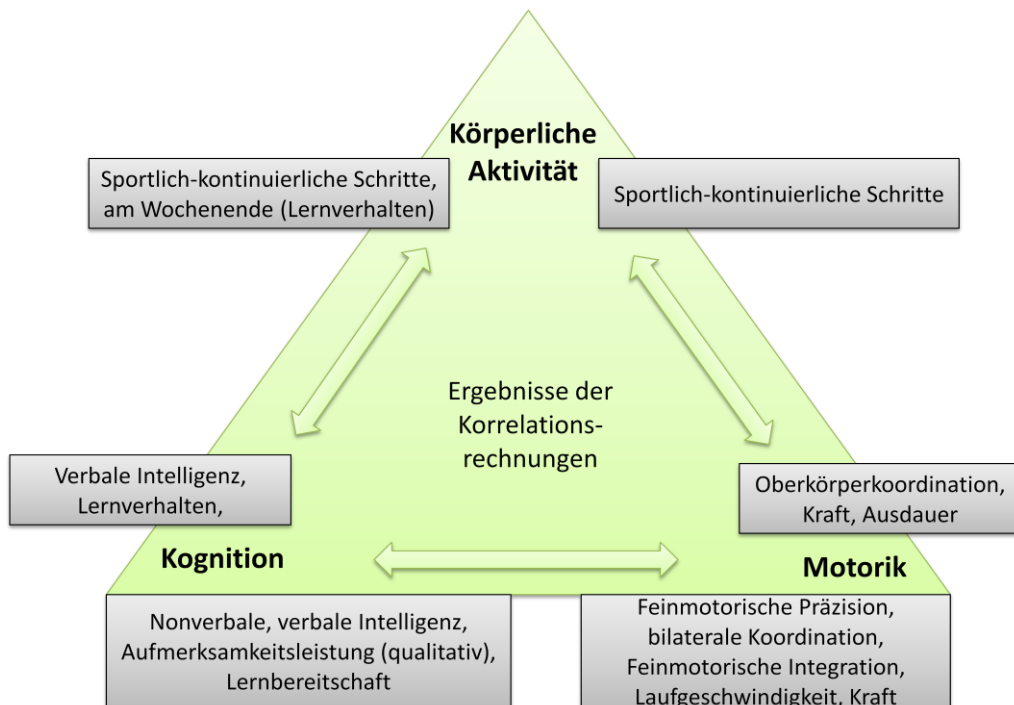 Körperliche
Aktivität
Sportlich-kontinuierliche Schritte,
am Wochenende (Lernverhalten)
Sportlich-kontinuierliche Schritte
Ergebnisse der
Korrelations-
rechnungen
Verbale Intelligenz,
Lernverhalten,
Oberkörperkoordination,
Kraft, Ausdauer
Kognition
Motorik
Nonverbale, verbale Intelligenz,
Aufmerksamkeitsleistung (qualitativ),
Lernbereitschaft
Feinmotorische Präzision,
bilaterale Koordination,
Feinmotorische Integration,
Laufgeschwindigkeit, Kraft